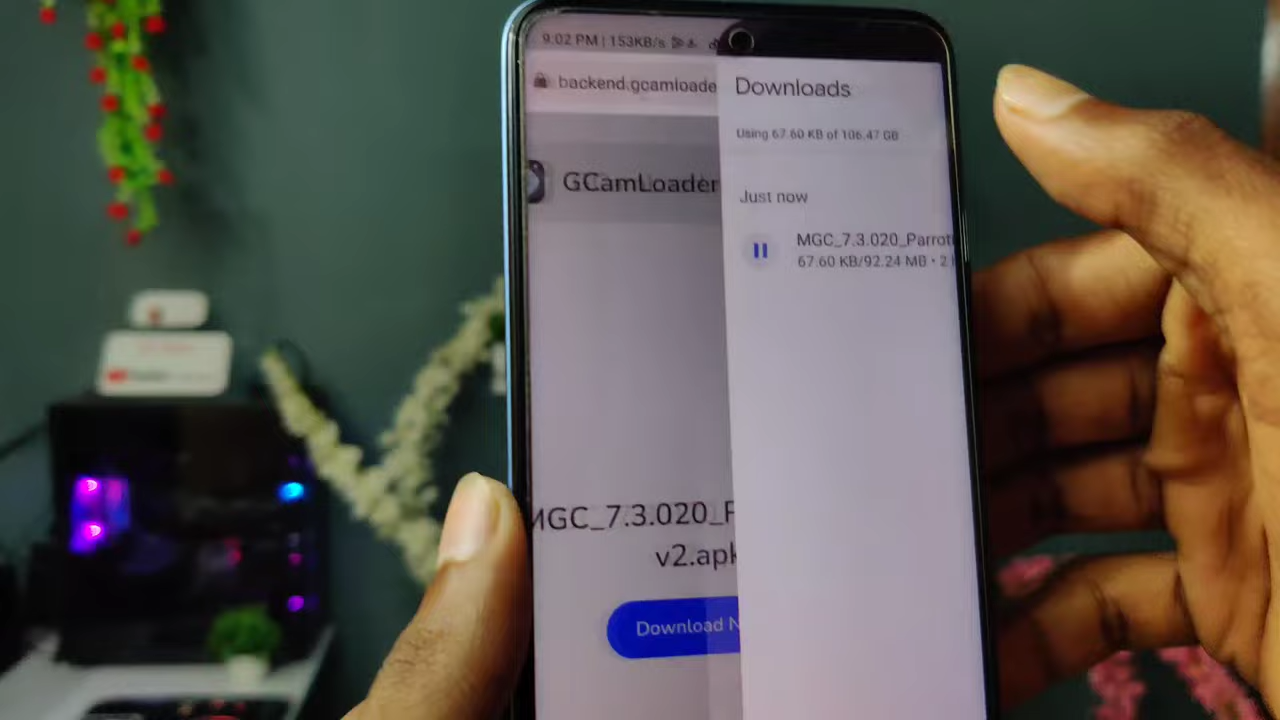 9:02 PM | 153KB/s
backend.gcamloade
Downloads
Using 67.60 KB of 106.47 GB
GCamLoader
Just now
MGC_7.3.020_Parrot
67.60 KB/92.24 MB • 2
MGC_7.3.020_P
v2.apk
Download N